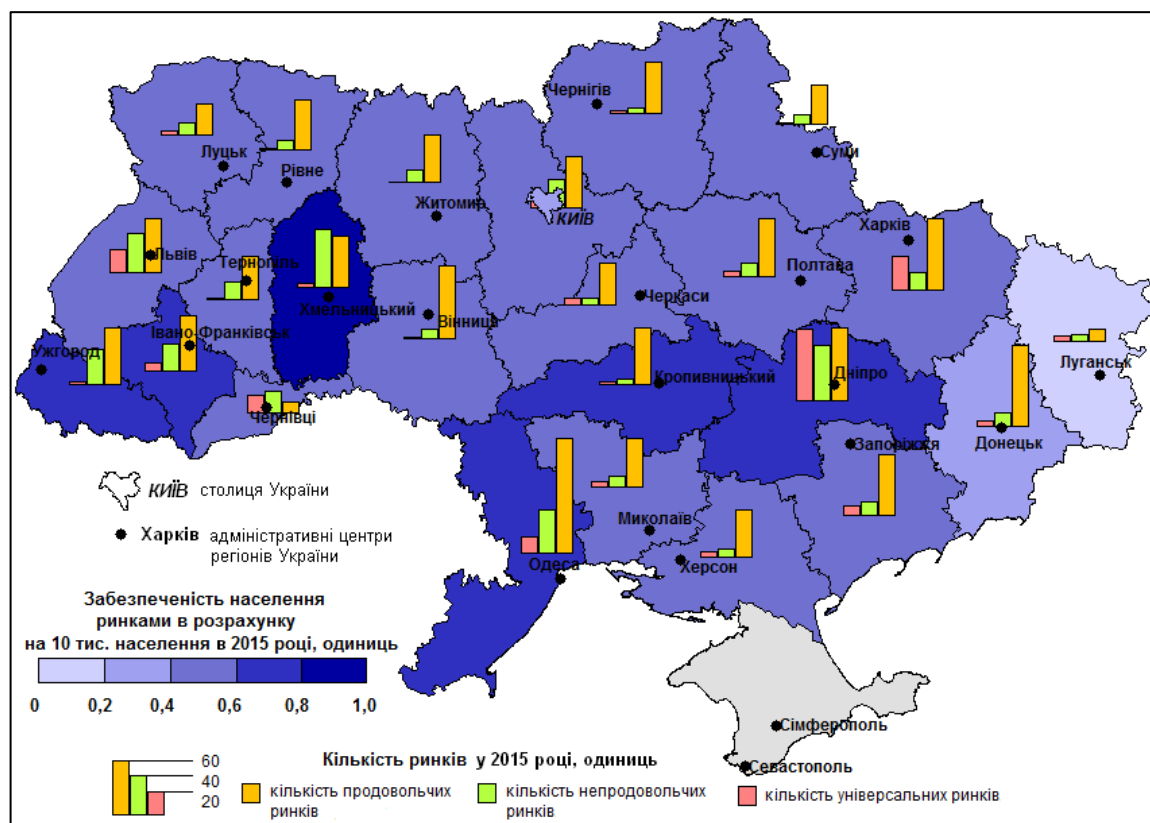 Чернігів
Суми
Луцьк
Рівне
Житомир
КИЇВ
Харків
Львів
Тернопіль
Хмельницький
Вінниця
Черкаси
Полтава
Луганськ
Ужгород
Івано-Франківськ
Чернівці
Кропивницький
Дніпро
Донецьк
Запоріжжя
Миколаїв
Херсон
Одеса
Сімферополь
Севастополь
КИЇВ столиця України
Харків адміністративні центри
регіонів України
Забезпеченість населення
ринками в розрахунку
на 10 тис. населення в 2015 році, одиниць
0 0,2 0,4 0,6 0,8 1,0
Кількість ринків у 2015 році, одиниць
60
40
20
кількість продовольчих
ринків
кількість непродовольчих
ринків
кількість універсальних ринків